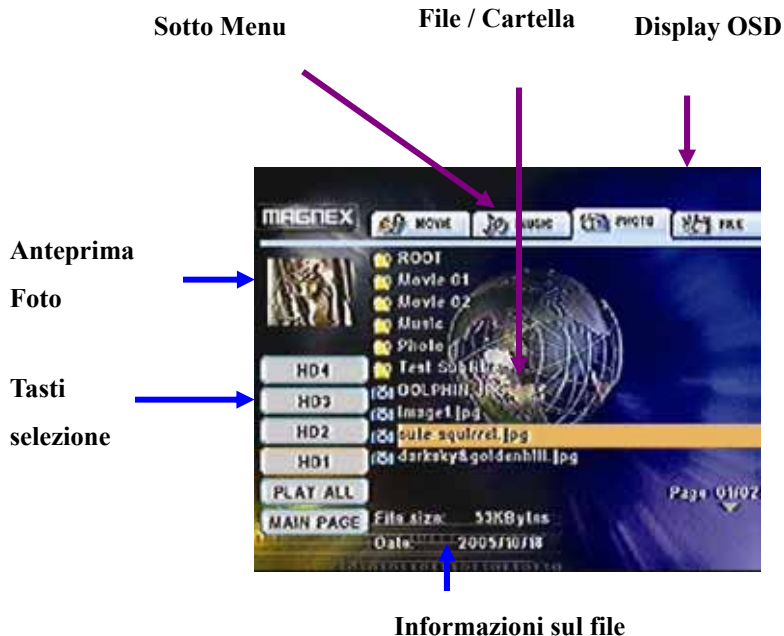 Sotto Menu
File / Cartella
Display OSD
MAGNEX MOVIE MUSIC PHOTO FILE
Anteprima
Foto
ROOT
Movie 01
Movie 02
Music
Photo
Test
DOLPHIN.JPG
Image1.jpg
cute squirrel.jpg
darksky&goldenhill.jpg
Tasti
selezione
HD4
HD3
HD2
HD1
PLAY ALL
MAIN PAGE
Page 01/02
File size: 53KBytes
Date: 2005/10/18
Informazioni sul file